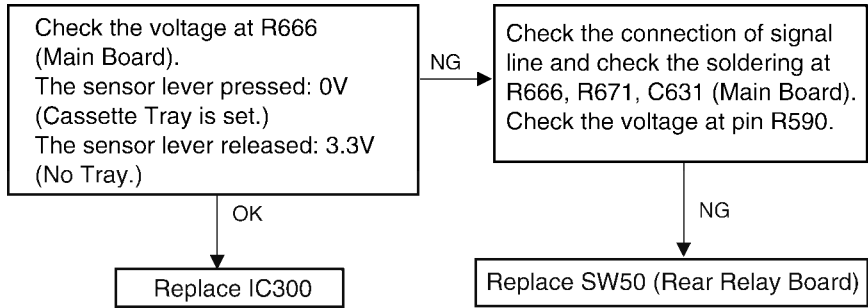 Check the voltage at R666
(Main Board).
The sensor lever pressed: 0V
(Cassette Tray is set.)
The sensor lever released: 3.3V
(No Tray.)
NG
Check the connection of signal
line and check the soldering at
R666, R671, C631 (Main Board).
Check the voltage at pin R590.
OK
NG
Replace IC300
Replace SW50 (Rear Relay Board)